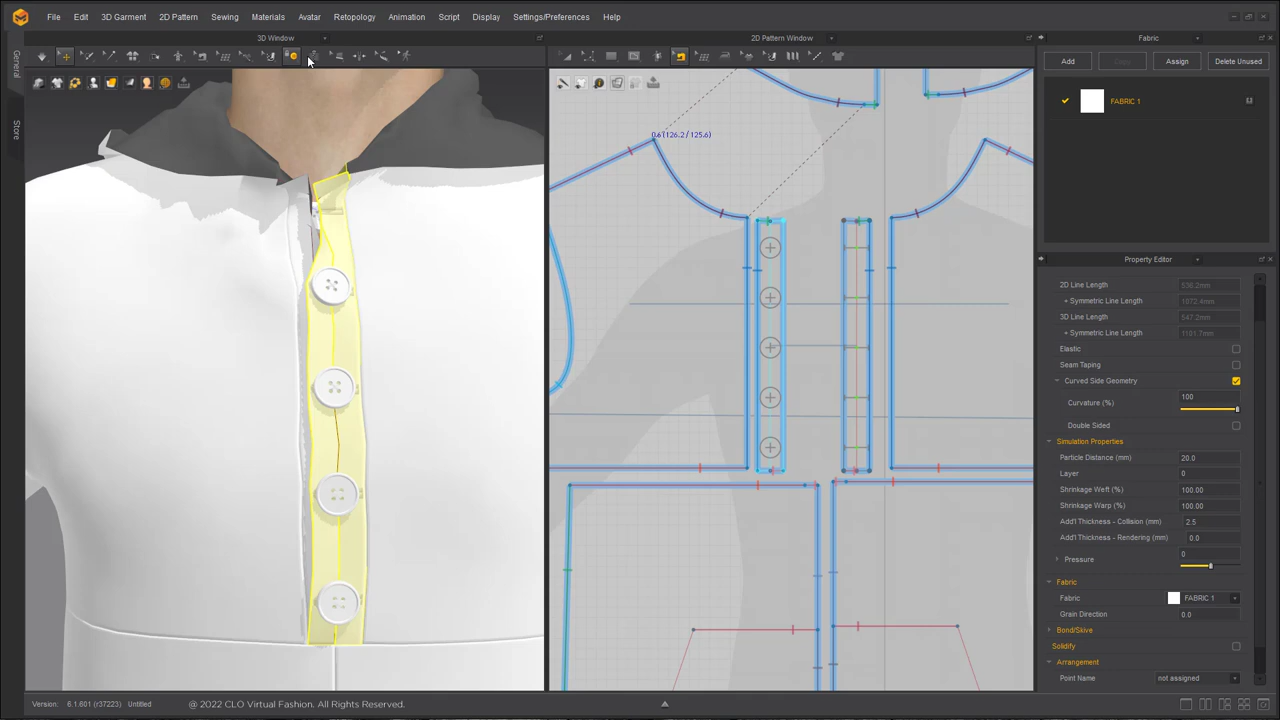 File Edit 3D Garment 2D Pattern Sewing Materials Avatar Retopology Animation Script Display Settings/Preferences Help
General
Store
3D Window
2D Pattern Window
0.6 (126.2 / 125.6)
Fabric
Add Copy Assign Delete Unused
FABRIC 1
Property Editor
2D Line Length 536.2mm
+ Symmetric Line Length 1072.4mm
3D Line Length 547.2mm
+ Symmetric Line Length 1101.7mm
Elastic
Seam Taping
Curved Side Geometry
Curvature (%) 100
Double Sided
Simulation Properties
Particle Distance (mm) 20.0
Layer 0
Shrinkage Weft (%) 100.00
Shrinkage Warp (%) 100.00
Add'l Thickness - Collision (mm) 2.5
Add'l Thickness - Rendering (mm) 0.0
Pressure 0
Fabric
Fabric FABRIC 1
Grain Direction 0.0
Bond/Skive
Solidify
Arrangement
Point Name not assigned
Version: 6.1.601 (r37223) Untitled @ 2022 CLO Virtual Fashion. All Rights Reserved.